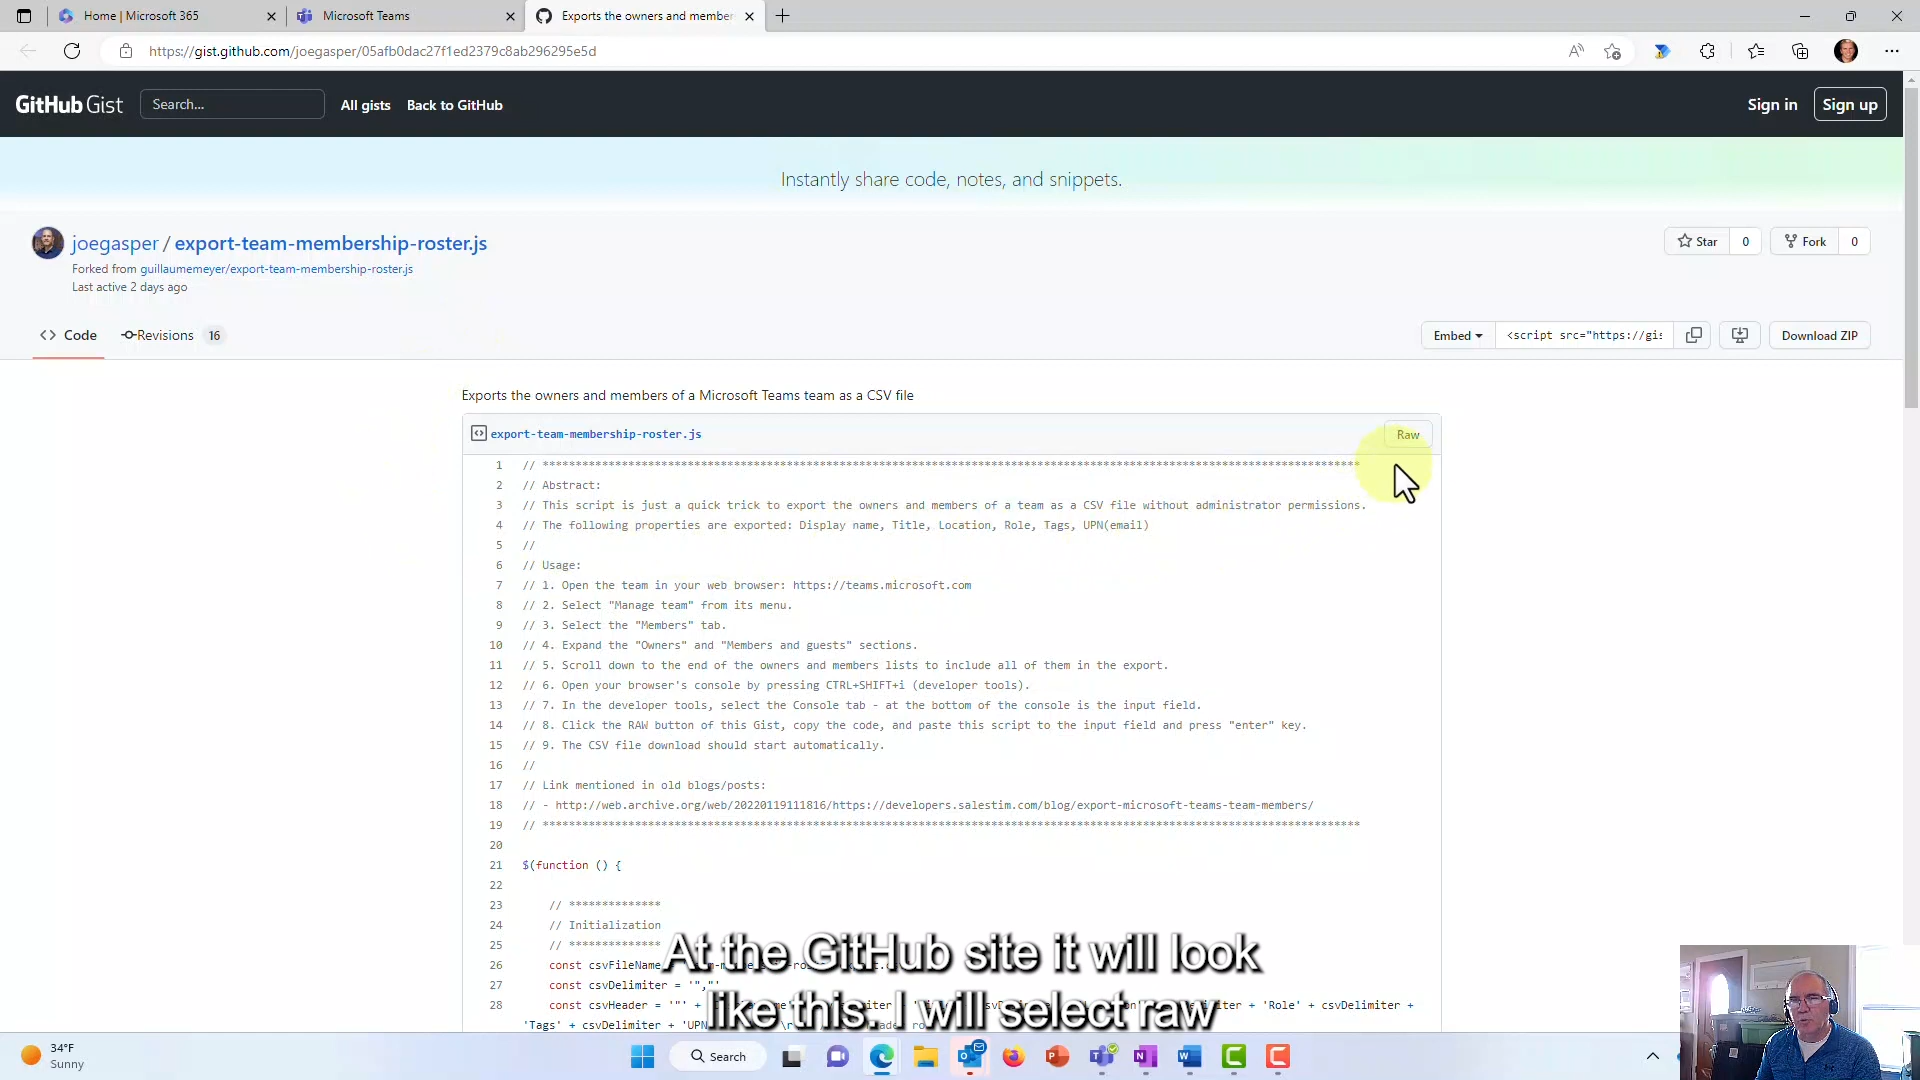 Home | Microsoft 365
Microsoft Teams
Exports the owners and member
https://gist.github.com/joegasper/05afb0dac27f1ed2379c8ab296295e5d
GitHub Gist
Search...
All gists
Back to GitHub
Sign in
Sign up
Instantly share code, notes, and snippets.
joegasper / export-team-membership-roster.js
Forked from guillaumemeyer/export-team-membership-roster.js
Last active 2 days ago
Star 0
Fork 0
<> Code
Revisions 16
Embed
<script src="https://gi
Download ZIP
Exports the owners and members of a Microsoft Teams team as a CSV file
export-team-membership-roster.js
Raw
1 // ****************************************************************************************************************************
2 // Abstract:
3 // This script is just a quick trick to export the owners and members of a team as a CSV file without administrator permissions.
4 // The following properties are exported: Display name, Title, Location, Role, Tags, UPN(email)
5 //
6 // Usage:
7 // 1. Open the team in your web browser: https://teams.microsoft.com
8 // 2. Select "Manage team" from its menu.
9 // 3. Select the "Members" tab.
10 // 4. Expand the "Owners" and "Members and guests" sections.
11 // 5. Scroll down to the end of the owners and members lists to include all of them in the export.
12 // 6. Open your browser's console by pressing CTRL+SHIFT+i (developer tools).
13 // 7. In the developer tools, select the Console tab - at the bottom of the console is the input field.
14 // 8. Click the RAW button of this Gist, copy the code, and paste this script to the input field and press "enter" key.
15 // 9. The CSV file download should start automatically.
16 //
17 // Link mentioned in old blogs/posts:
18 // - http://web.archive.org/web/20220119111816/https://developers.salestim.com/blog/export-microsoft-teams-team-members/
19 // ****************************************************************************************************************************
20
21 $(function () {
22
23 // **************
24 // Initialization
25 // **************
26 const csvFileName
27 const csvDelimiter = '","'
28 const csvHeader = '"' + + 'Role' + csvDelimiter +
'Tags' + csvDelimiter + 'UPN
At the GitHub site it will look
like this. I will select raw
34°F
Sunny
Search